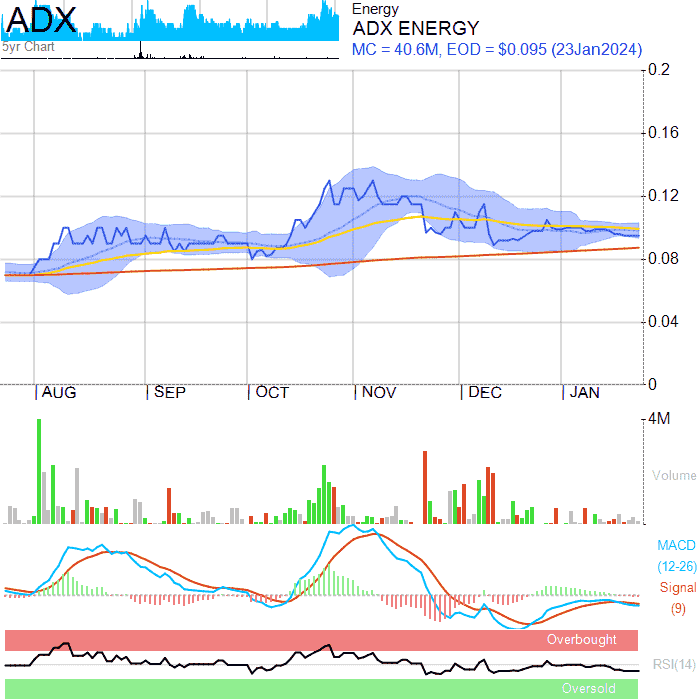 ADX
5yr Chart
Energy
ADX ENERGY
MC = 40.6M, EOD = $0.095 (23Jan2024)
0.2
0.16
0.12
0.08
0.04
0
AUG SEP OCT NOV DEC JAN
4M
Volume
MACD
(12-26)
Signal
(9)
Overbought
RSI(14)
Oversold